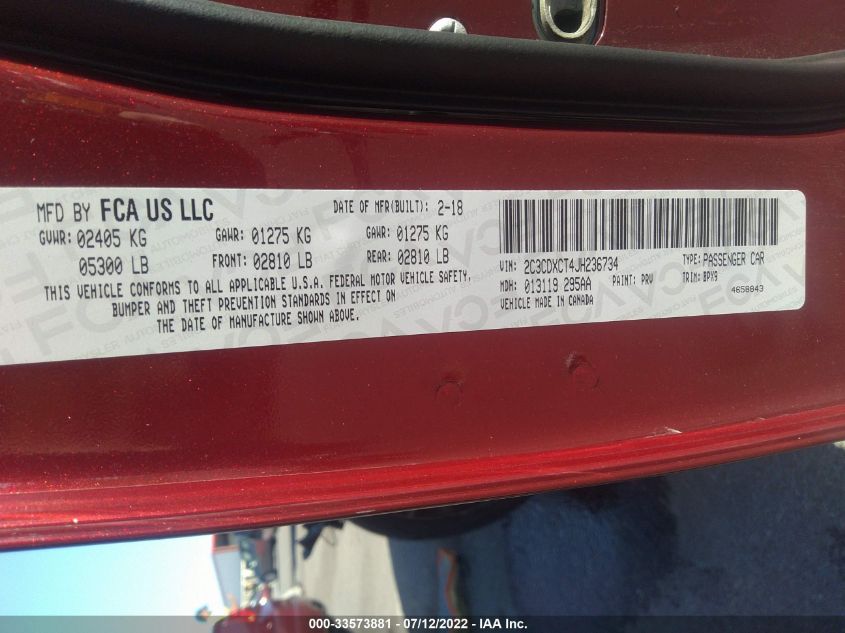 MFD BY FCA US LLC
DATE OF MFR(BUILT): 2-18
GVWR: 02405 KG GAWR: 01275 KG GAWR: 01275 KG
05300 LB FRONT: 02810 LB REAR: 02810 LB
THIS VEHICLE CONFORMS TO ALL APPLICABLE U.S.A. FEDERAL MOTOR VEHICLE SAFETY,
BUMPER AND THEFT PREVENTION STANDARDS IN EFFECT ON
THE DATE OF MANUFACTURE SHOWN ABOVE.
VIN: 2C3CDXCT4JH236734 TYPE: PASSENGER CAR
MDH: 013119 295AA PAINT: PRV TRIM: BPX9
VEHICLE MADE IN CANADA 4658843
000-33573881 - 07/12/2022 - IAA Inc.